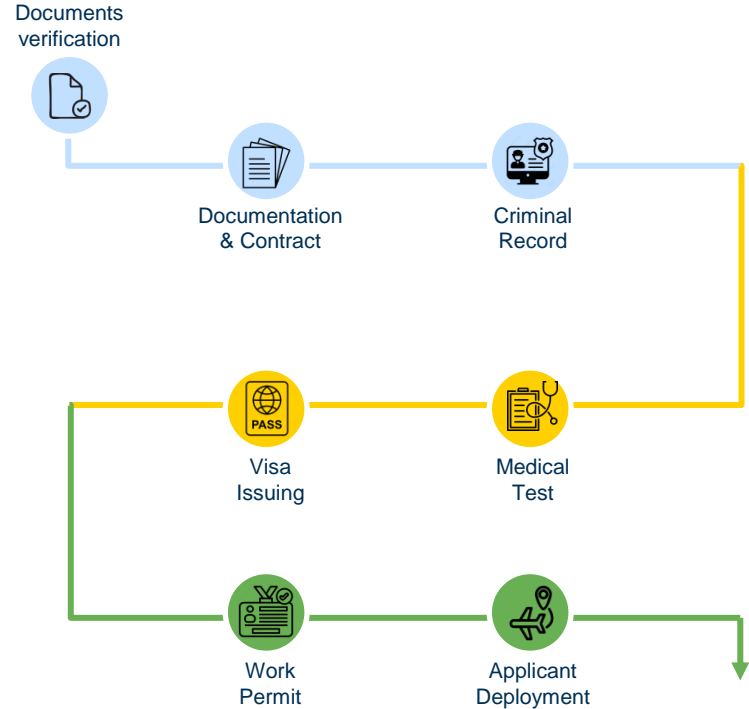 Documents
verification
Documentation
& Contract
Criminal
Record
PASS
Visa
Issuing
Medical
Test
Work
Permit
Applicant
Deployment